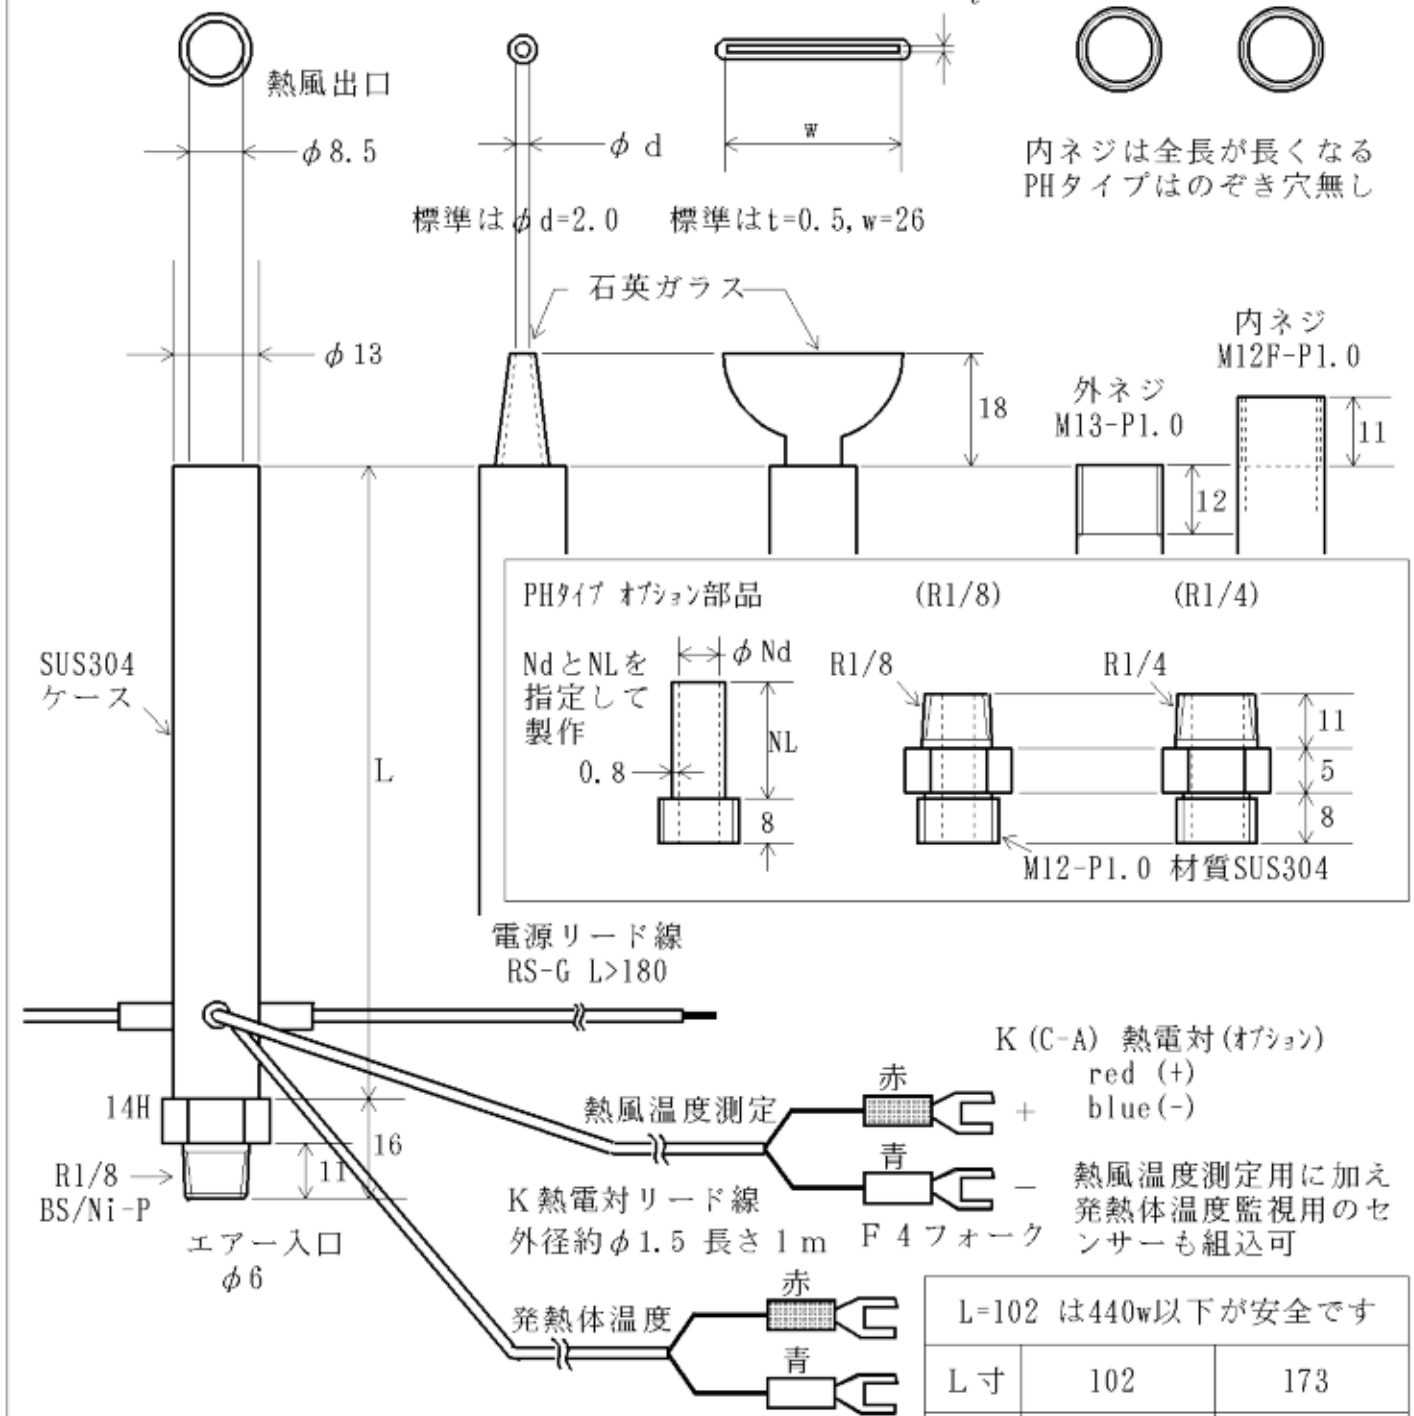 熱風出口
φ8.5
φd
w
内ネジは全長が長くなる
PHタイプはのぞき穴無し
標準はφd=2.0
標準はt=0.5,w=26
石英ガラス
φ13
18
内ネジ
M12F-P1.0
外ネジ
M13-P1.0
11
12
PHﾀｲﾌﾟ ｵﾌﾟｼｮﾝ部品
(R1/8)
(R1/4)
NdとNLを
指定して
製作
φNd
NL
0.8
8
R1/8
R1/4
11
5
8
M12-P1.0 材質SUS304
SUS304
ケース
L
電源リード線
RS-G L>180
K(C-A) 熱電対(ｵﾌﾟｼｮﾝ)
red (+)
blue(-)
14H
16
11
R1/8
BS/Ni-P
エアー入口
φ6
熱風温度測定
赤
+
青
−
K熱電対リード線
外径約φ1.5 長さ1m
F4フォーク
熱風温度測定用に加え
発熱体温度監視用のセ
ンサーも組込可
発熱体温度
赤
青
L=102 は440w以下が安全です
L寸 102 173